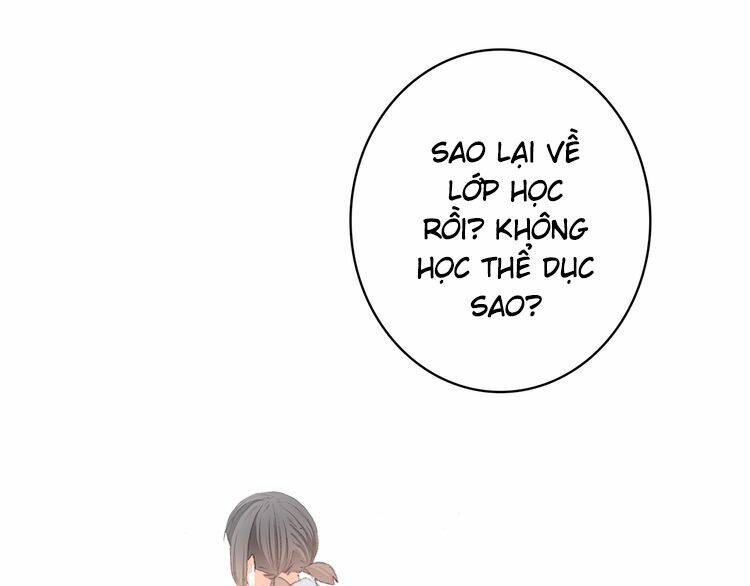 SAO LẠI VỀ
LỚP HỌC
RỒI? KHÔNG
HỌC THỂ DỤC
SAO?